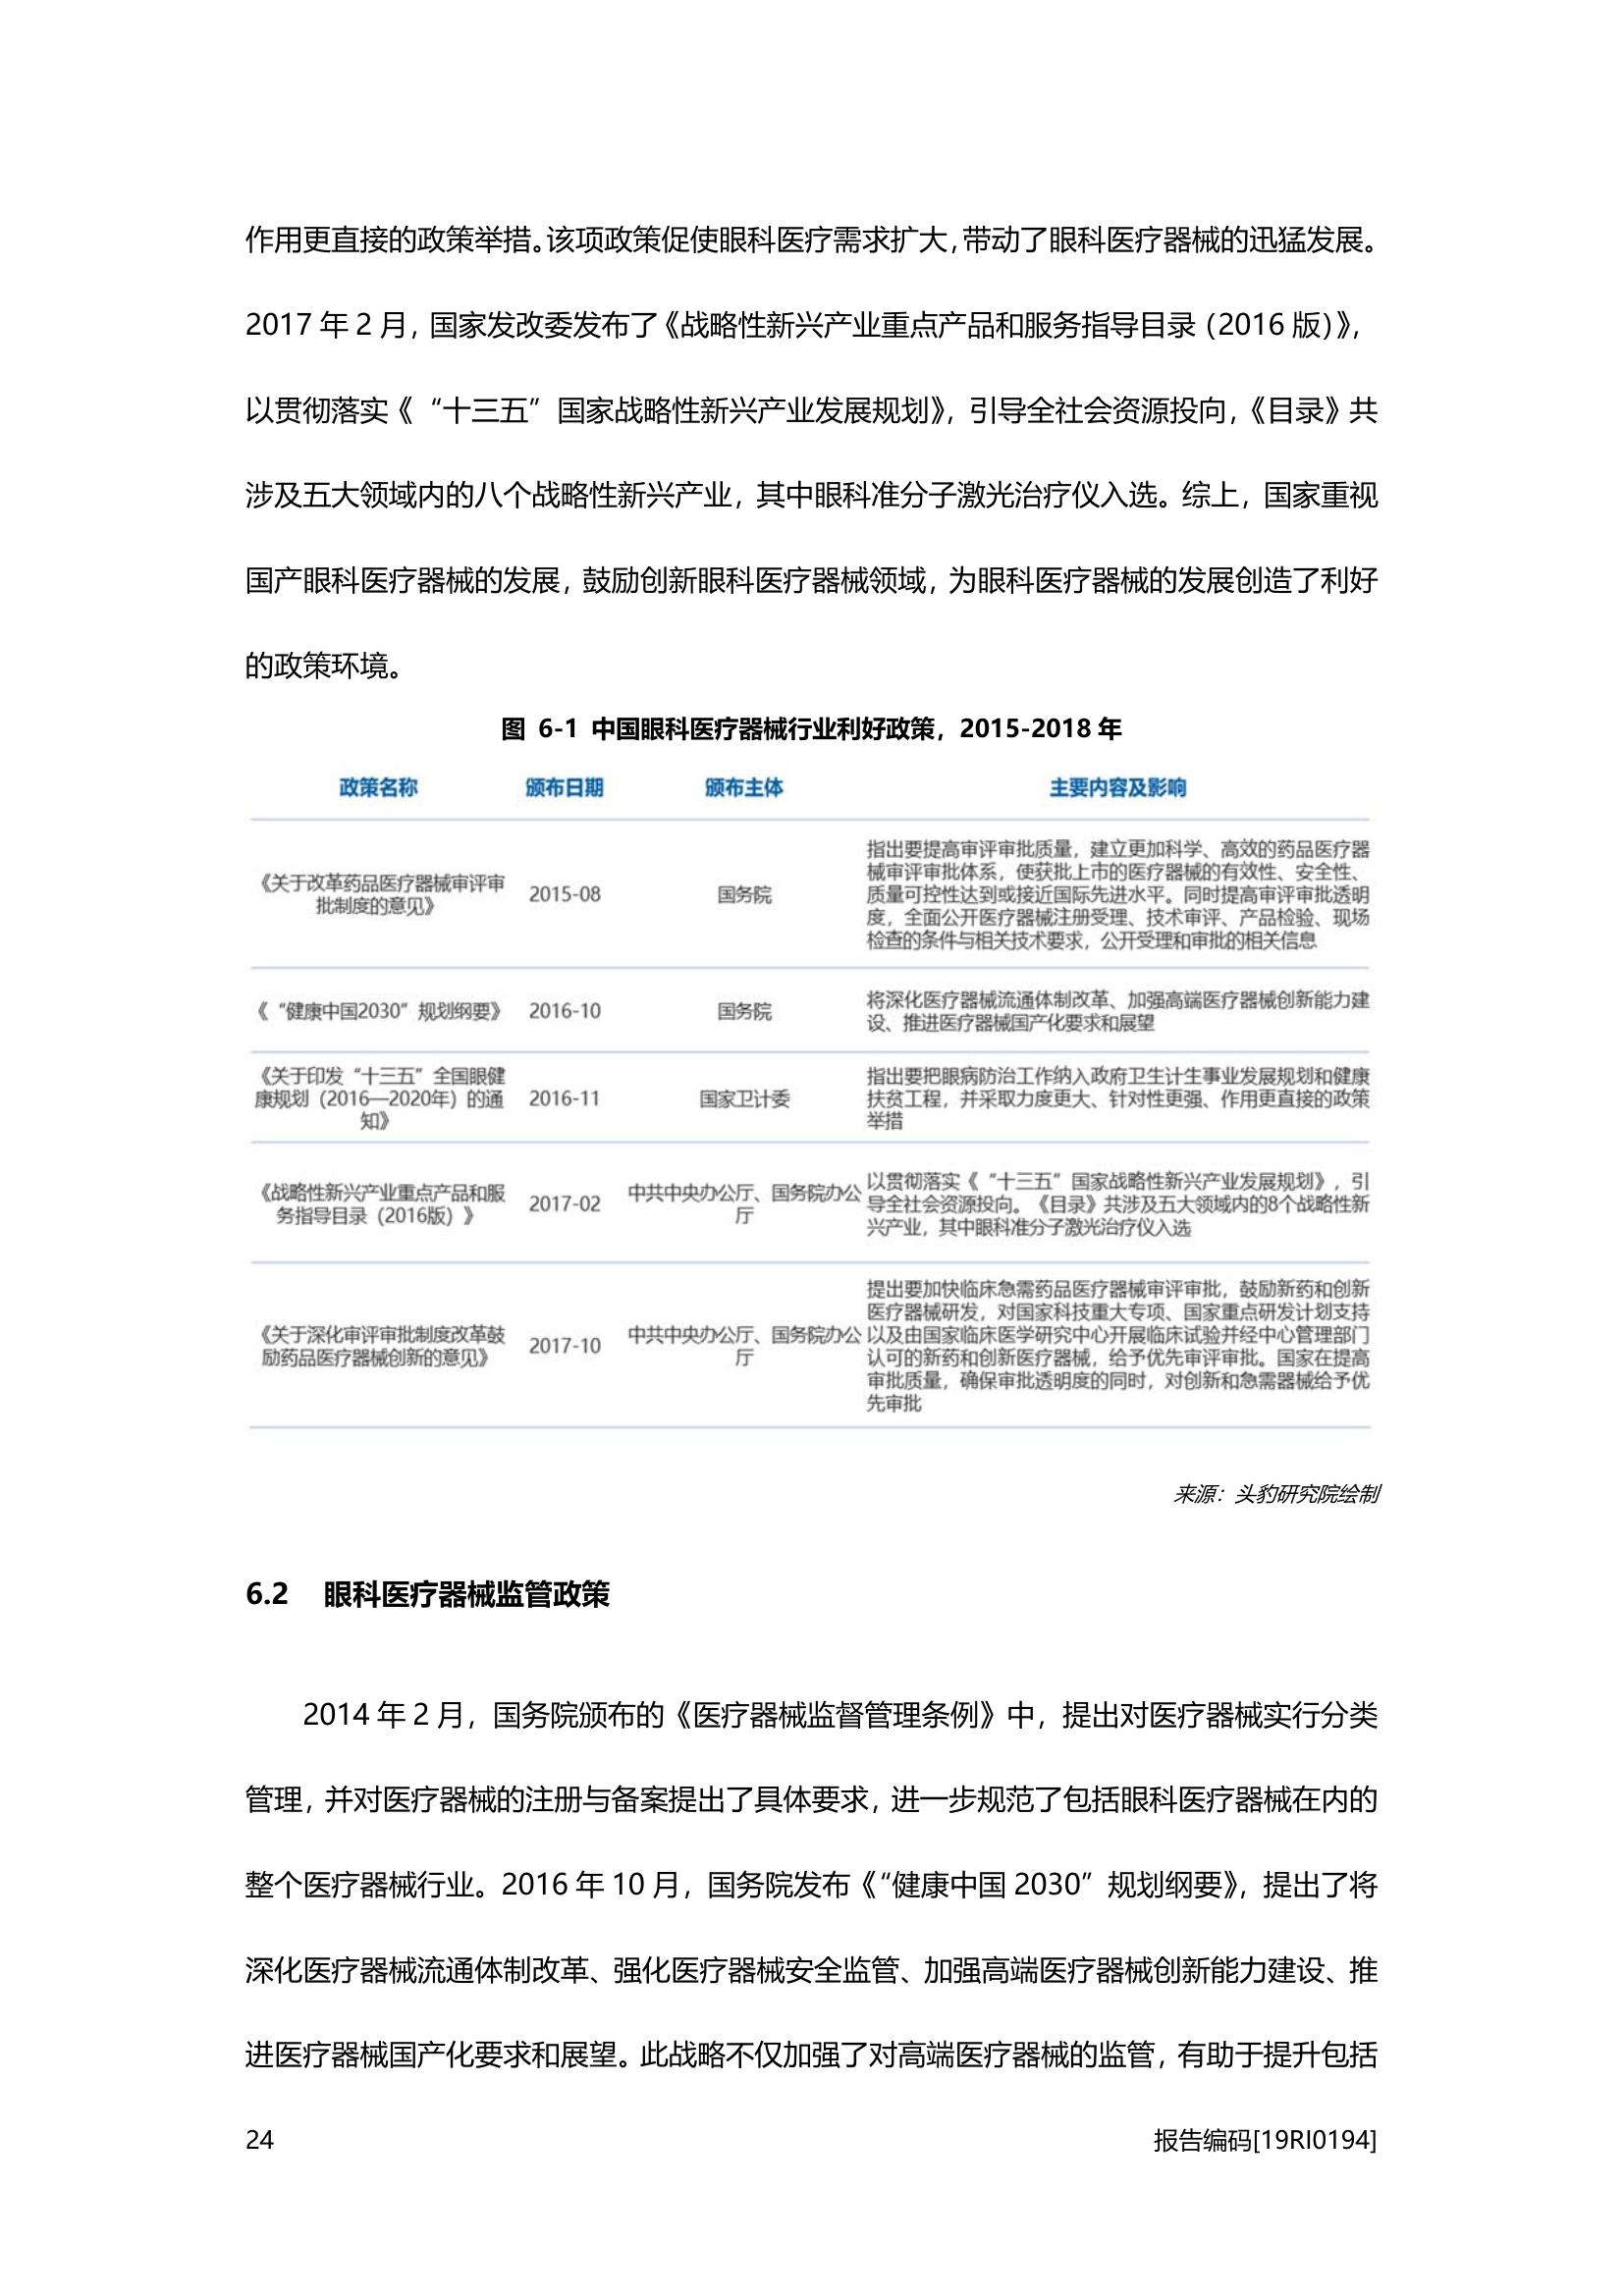 作用更直接的政策举措。该项政策促使眼科医疗需求扩大，带动了眼科医疗器械的迅猛发展。
2017 年 2 月，国家发改委发布了《战略性新兴产业重点产品和服务指导目录（2016 版）》，
以贯彻落实《 “十三五” 国家战略性新兴产业发展规划》，引导全社会资源投向，《目录》共
涉及五大领域内的八个战略性新兴产业，其中眼科准分子激光治疗仪入选。综上，国家重视
国产眼科医疗器械的发展，鼓励创新眼科医疗器械领域，为眼科医疗器械的发展创造了利好
的政策环境。
图 6-1 中国眼科医疗器械行业利好政策，2015-2018 年
政策名称 颁布日期 颁布主体 主要内容及影响
《关于改革药品医疗器械审评审
批制度的意见》
2015-08
国务院
指出要提高审评审批质量，建立更加科学、高效的药品医疗器
械审评审批体系，使获批上市的医疗器械的有效性、安全性、
质量可控性达到或接近国际先进水平。同时提高审评审批透明
度，全面公开医疗器械注册受理、技术审评、产品检验、现场
检查的条件与相关技术要求，公开受理和审批的相关信息
《 “健康中国2030” 规划纲要》
2016-10
国务院
将深化医疗器械流通体制改革、加强高端医疗器械创新能力建
设、推进医疗器械国产化要求和展望
《关于印发 “十三五” 全国眼健
康规划（2016—2020年）的通
知》
2016-11
国家卫计委
指出要把眼病防治工作纳入政府卫生计生事业发展规划和健康
扶贫工程，并采取力度更大、针对性更强、作用更直接的政策
举措
《战略性新兴产业重点产品和服
务指导目录（2016版）》
2017-02
中共中央办公厅、国务院办公
厅
以贯彻落实《 “十三五” 国家战略性新兴产业发展规划》，引
导全社会资源投向。《目录》共涉及五大领域内的8个战略性新
兴产业，其中眼科准分子激光治疗仪入选
《关于深化审评审批制度改革鼓
励药品医疗器械创新的意见》
2017-10
中共中央办公厅、国务院办公
厅
提出要加快临床急需药品医疗器械审评审批，鼓励新药和创新
医疗器械研发，对国家科技重大专项、国家重点研发计划支持
以及由国家临床医学研究中心开展临床试验并经中心管理部门
认可的新药和创新医疗器械，给予优先审评审批。国家在提高
审批质量，确保审批透明度的同时，对创新和急需器械给予优
先审批
来源：头豹研究院绘制
6.2 眼科医疗器械监管政策
2014 年 2 月，国务院颁布的《医疗器械监督管理条例》中，提出对医疗器械实行分类
管理，并对医疗器械的注册与备案提出了具体要求，进一步规范了包括眼科医疗器械在内的
整个医疗器械行业。2016 年 10 月，国务院发布《“健康中国 2030” 规划纲要》，提出了将
深化医疗器械流通体制改革、强化医疗器械安全监管、加强高端医疗器械创新能力建设、推
进医疗器械国产化要求和展望。此战略不仅加强了对高端医疗器械的监管，有助于提升包括
24 报告编码[19RI0194]